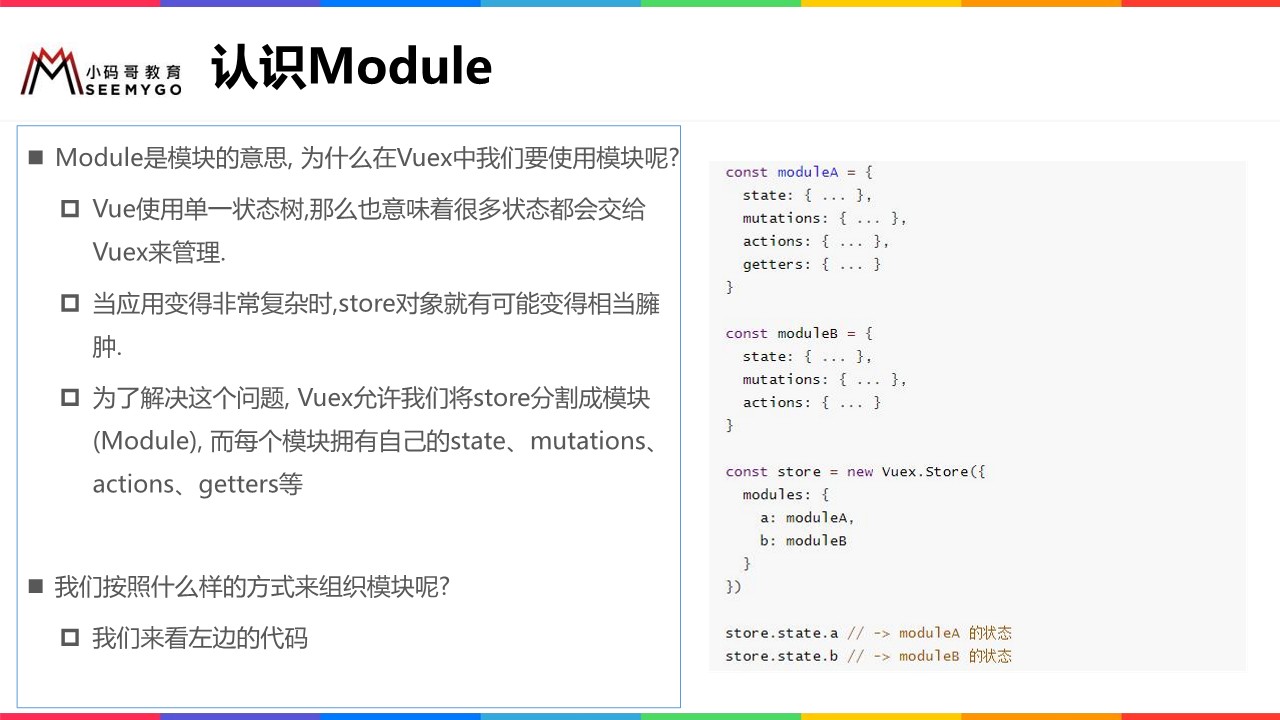 小码哥教育
SEEMYGO
认识Module
Module是模块的意思, 为什么在Vuex中我们要使用模块呢?
Vue使用单一状态树,那么也意味着很多状态都会交给
Vuex来管理.
当应用变得非常复杂时,store对象就有可能变得相当臃
肿.
为了解决这个问题, Vuex允许我们将store分割成模块
(Module), 而每个模块拥有自己的state、mutations、
actions、getters等
我们按照什么样的方式来组织模块呢?
我们来看左边的代码
const moduleA = {
  state: { ... },
  mutations: { ... },
  actions: { ... },
  getters: { ... }
}
const moduleB = {
  state: { ... },
  mutations: { ... },
  actions: { ... }
}
const store = new Vuex.Store({
  modules: {
    a: moduleA,
    b: moduleB
  }
})
store.state.a // -> moduleA 的状态
store.state.b // -> moduleB 的状态